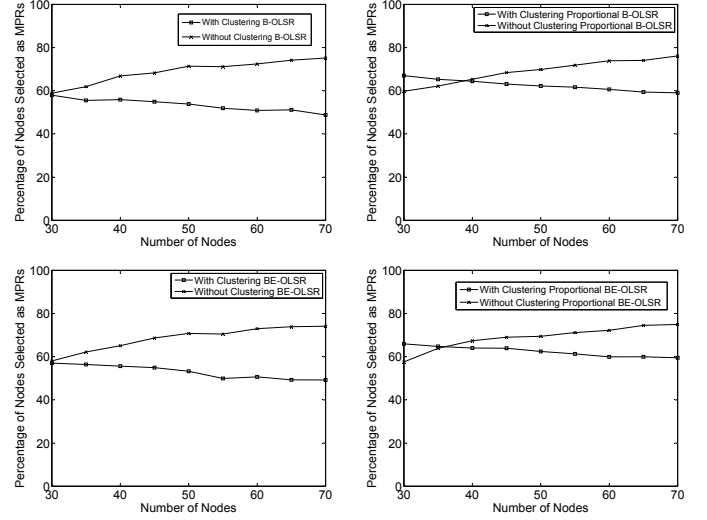 Percentage of Nodes Selected as MPRs
100
80
60
40
20
0
With Clustering B-OLSR
Without Clustering B-OLSR
30 40 50 60 70
Number of Nodes
Percentage of Nodes Selected as MPRs
100
80
60
40
20
0
With Clustering Proportional B-OLSR
Without Clustering Proportional B-OLSR
30 40 50 60 70
Number of Nodes
Percentage of Nodes Selected as MPRs
100
80
60
40
20
0
With Clustering BE-OLSR
Without Clustering BE-OLSR
30 40 50 60 70
Number of Nodes
Percentage of Nodes Selected as MPRs
100
80
60
40
20
0
With Clustering Proportional BE-OLSR
Without Clustering Proportional BE-OLSR
30 40 50 60 70
Number of Nodes